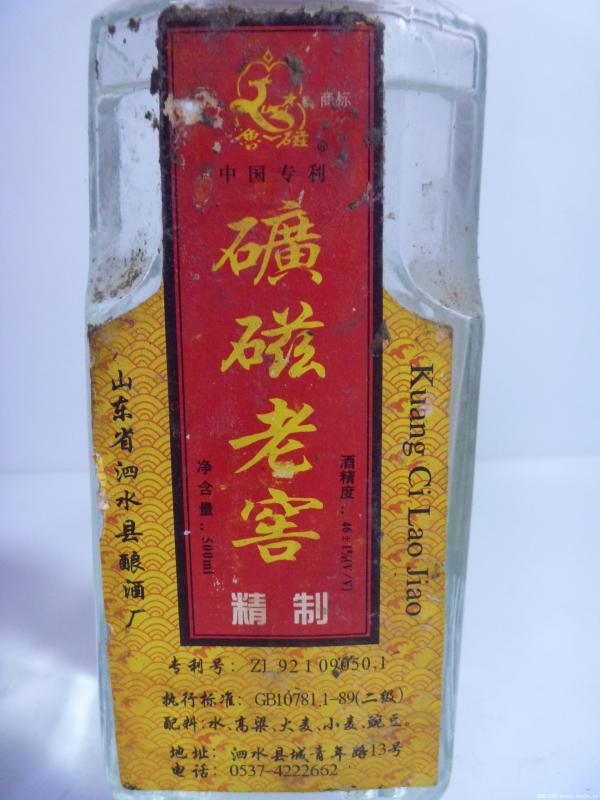 商标
鲁一磁
®
中国专利
礦磁老窖
净含量:500ml
酒精度:46±1%(V/V)
精制
山东省泗水县酿酒厂
Kuang Ci Lao Jiao
专利号: ZL 92 1 09050.1
执行标准: GB10781.1-89(二级)
配料:水、高梁、大麦、小麦、豌豆。
地址: 泗水县城青年路13号
电话: 0537-4222662